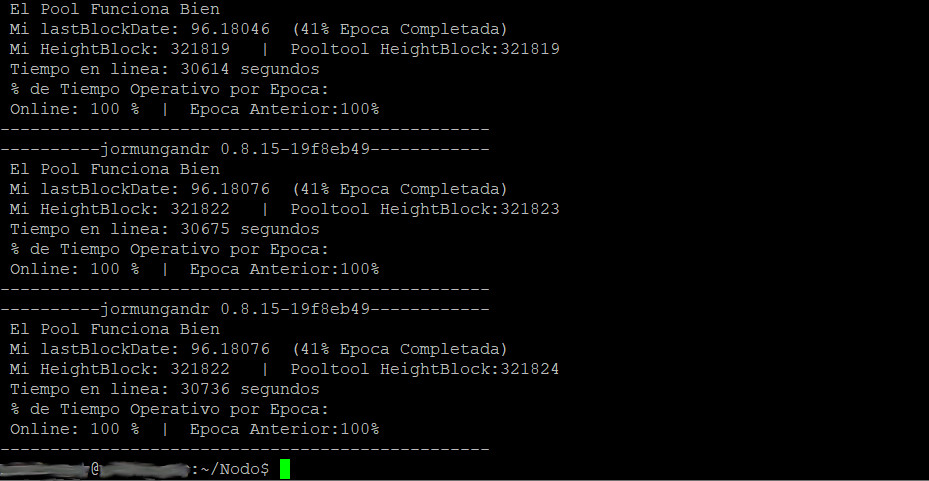 El Pool Funciona Bien
Mi lastBlockDate: 96.18046  (41% Epoca Completada)
Mi HeightBlock: 321819   |  Pooltool HeightBlock:321819
Tiempo en linea: 30614 segundos
% de Tiempo Operativo por Epoca:
Online: 100 %  |  Epoca Anterior:100%
-------------------------------------------------
----------jormungandr 0.8.15-19f8eb49------------
El Pool Funciona Bien
Mi lastBlockDate: 96.18076  (41% Epoca Completada)
Mi HeightBlock: 321822   |  Pooltool HeightBlock:321823
Tiempo en linea: 30675 segundos
% de Tiempo Operativo por Epoca:
Online: 100 %  |  Epoca Anterior:100%
-------------------------------------------------
----------jormungandr 0.8.15-19f8eb49------------
El Pool Funciona Bien
Mi lastBlockDate: 96.18076  (41% Epoca Completada)
Mi HeightBlock: 321822   |  Pooltool HeightBlock:321824
Tiempo en linea: 30736 segundos
% de Tiempo Operativo por Epoca:
Online: 100 %  |  Epoca Anterior:100%
-------------------------------------------------
@:~/Nodo$